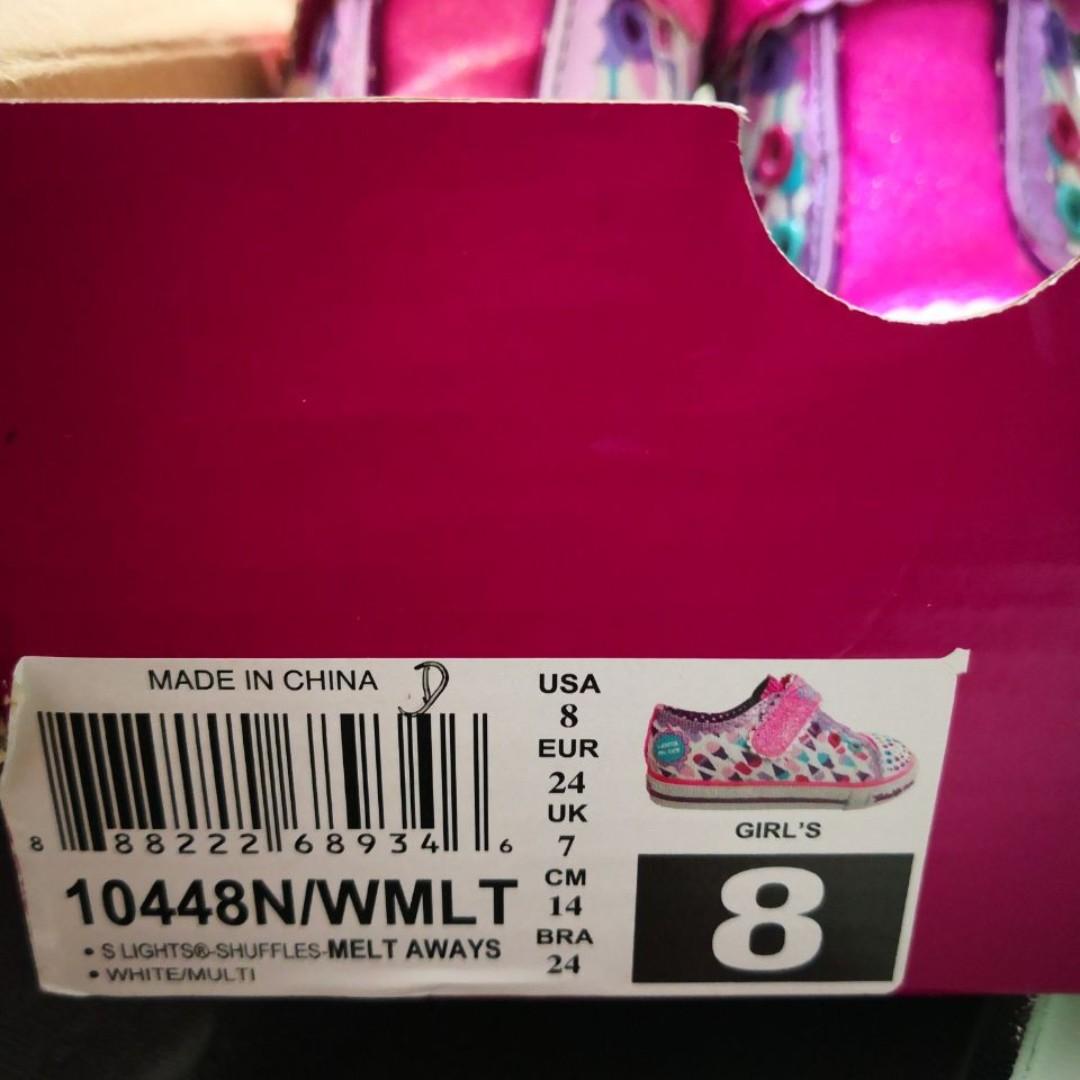 MADE IN CHINA D
8 88222 68934 6
10448N/WMLT
• S LIGHTS®-SHUFFLES-MELT AWAYS
• WHITE/MULTI
USA
8
EUR
24
UK
7
CM
14
BRA
24
GIRL'S
8